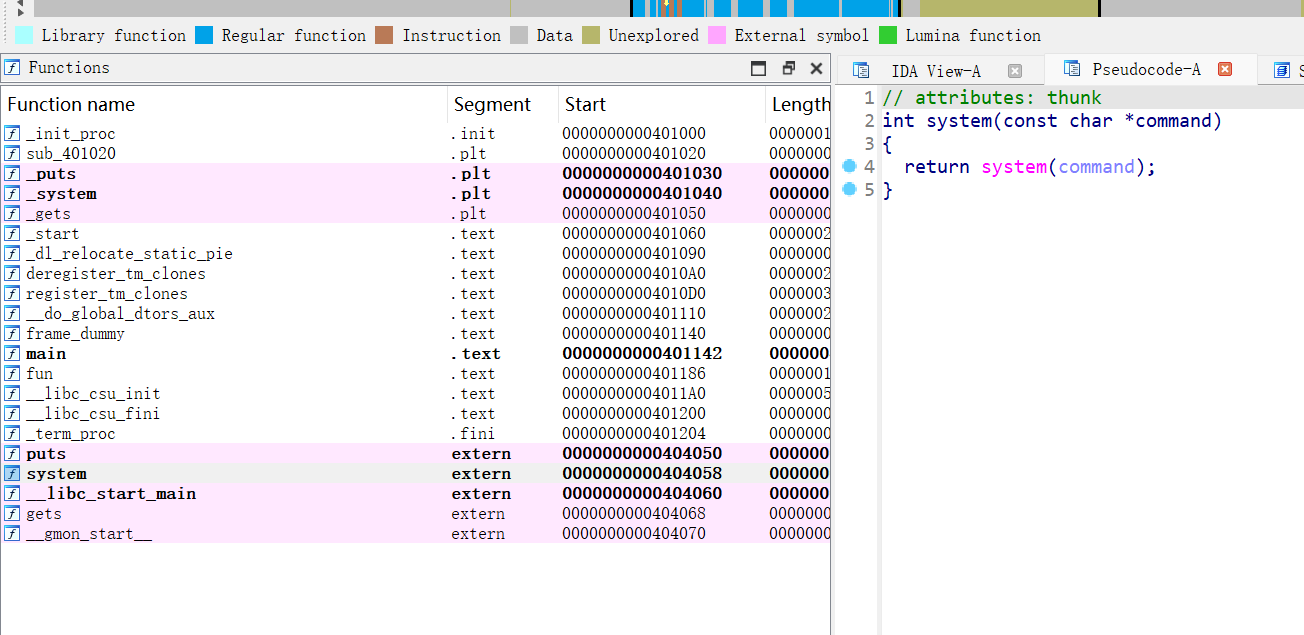 Library function Regular function Instruction Data Unexplored External symbol Lumina function
Functions
Function name Segment Start Length
_init_proc .init 0000000000401000 0000001
sub_401020 .plt 0000000000401020 0000000
_puts .plt 0000000000401030 000000
_system .plt 0000000000401040 000000
_gets .plt 0000000000401050 0000000
_start .text 0000000000401060 0000002
_dl_relocate_static_pie .text 0000000000401090 0000000
deregister_tm_clones .text 00000000004010A0 0000002
register_tm_clones .text 00000000004010D0 0000003
__do_global_dtors_aux .text 0000000000401110 0000002
frame_dummy .text 0000000000401140 0000000
main .text 0000000000401142 000000
fun .text 0000000000401186 0000001
__libc_csu_init .text 00000000004011A0 0000005
__libc_csu_fini .text 0000000000401200 0000000
_term_proc .fini 0000000000401204 0000000
puts extern 0000000000404050 000000
system extern 0000000000404058 000000
__libc_start_main extern 0000000000404060 000000
gets extern 0000000000404068 0000000
__gmon_start__ extern 0000000000404070 0000000
IDA View-A Pseudocode-A
1 // attributes: thunk
2 int system(const char *command)
3 {
4 return system(command);
5 }